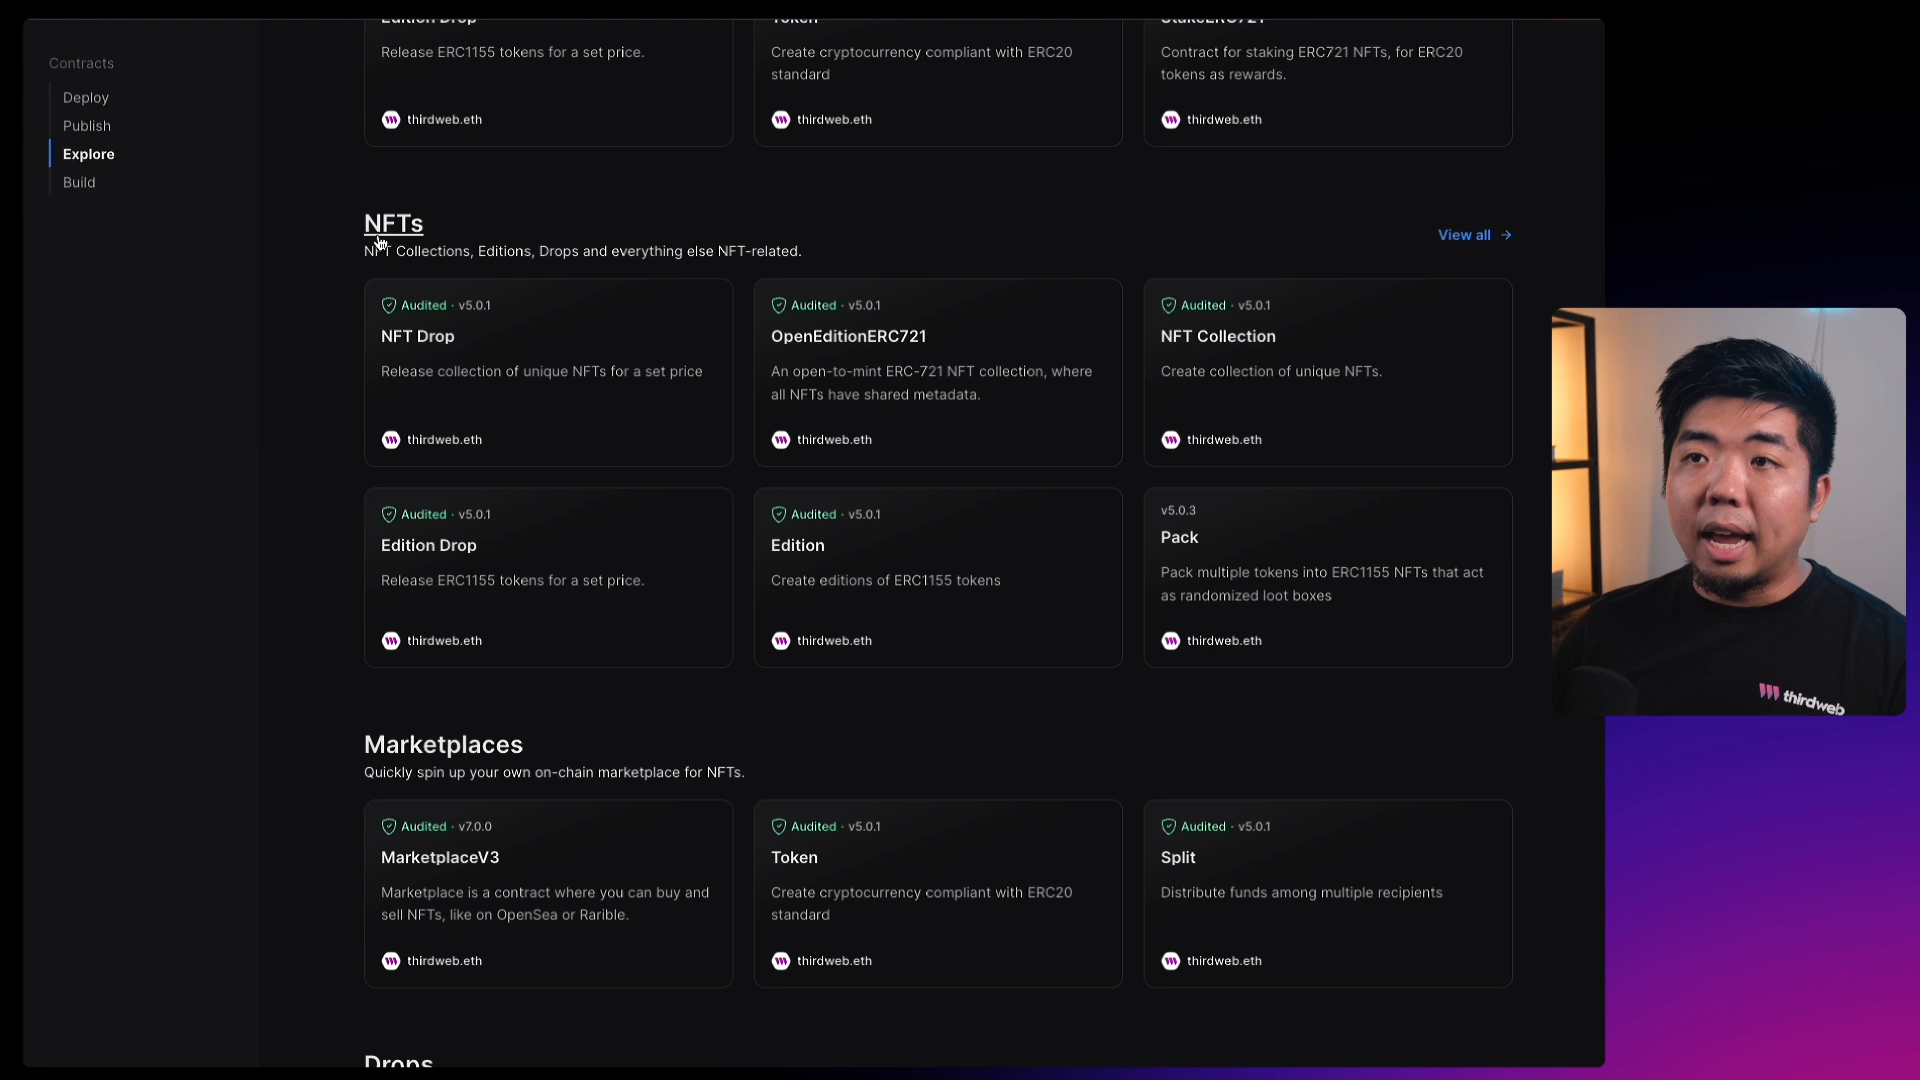 Contracts
Deploy
Publish
Explore
Build
Edition Drop
Release ERC1155 tokens for a set price.
thirdweb.eth
Token
Create cryptocurrency compliant with ERC20
standard
thirdweb.eth
StakeERC721
Contract for staking ERC721 NFTs, for ERC20
tokens as rewards.
thirdweb.eth
NFTs
NFT Collections, Editions, Drops and everything else NFT-related.
View all →
Audited · v5.0.1
NFT Drop
Release collection of unique NFTs for a set price
thirdweb.eth
Audited · v5.0.1
OpenEditionERC721
An open-to-mint ERC-721 NFT collection, where
all NFTs have shared metadata.
thirdweb.eth
Audited · v5.0.1
NFT Collection
Create collection of unique NFTs.
thirdweb.eth
Audited · v5.0.1
Edition Drop
Release ERC1155 tokens for a set price.
thirdweb.eth
Audited · v5.0.1
Edition
Create editions of ERC1155 tokens
thirdweb.eth
v5.0.3
Pack
Pack multiple tokens into ERC1155 NFTs that act
as randomized loot boxes
thirdweb.eth
Marketplaces
Quickly spin up your own on-chain marketplace for NFTs.
Audited · v7.0.0
MarketplaceV3
Marketplace is a contract where you can buy and
sell NFTs, like on OpenSea or Rarible.
thirdweb.eth
Audited · v5.0.1
Token
Create cryptocurrency compliant with ERC20
standard
thirdweb.eth
Audited · v5.0.1
Split
Distribute funds among multiple recipients
thirdweb.eth
Drops
thirdweb